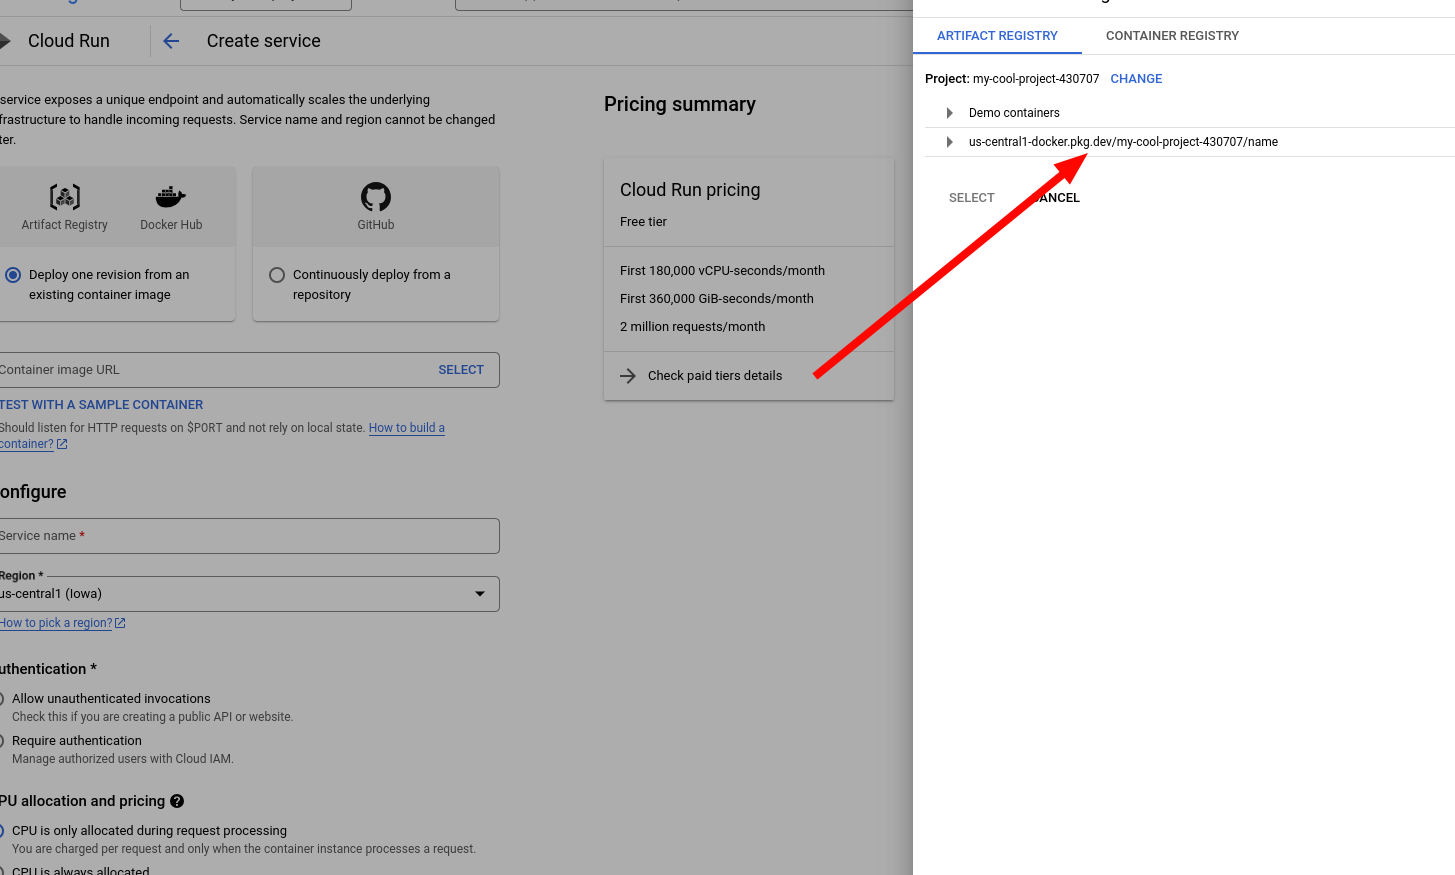 Cloud Run
Create service
service exposes a unique endpoint and automatically scales the underlying
frastructure to handle incoming requests. Service name and region cannot be changed
ter.
Artifact Registry
Docker Hub
GitHub
Deploy one revision from an
existing container image
Continuously deploy from a
repository
Container image URL
SELECT
TEST WITH A SAMPLE CONTAINER
Should listen for HTTP requests on $PORT and not rely on local state. How to build a
container?
onfigure
Service name *
Region *
us-central1 (Iowa)
How to pick a region?
uthentication *
Allow unauthenticated invocations
Check this if you are creating a public API or website.
Require authentication
Manage authorized users with Cloud IAM.
PU allocation and pricing
CPU is only allocated during request processing
You are charged per request and only when the container instance processes a request.
CPU is always allocated
Pricing summary
Cloud Run pricing
Free tier
First 180,000 vCPU-seconds/month
First 360,000 GiB-seconds/month
2 million requests/month
Check paid tiers details
ARTIFACT REGISTRY
CONTAINER REGISTRY
Project: my-cool-project-430707 CHANGE
Demo containers
us-central1-docker.pkg.dev/my-cool-project-430707/name
SELECT
ANCEL